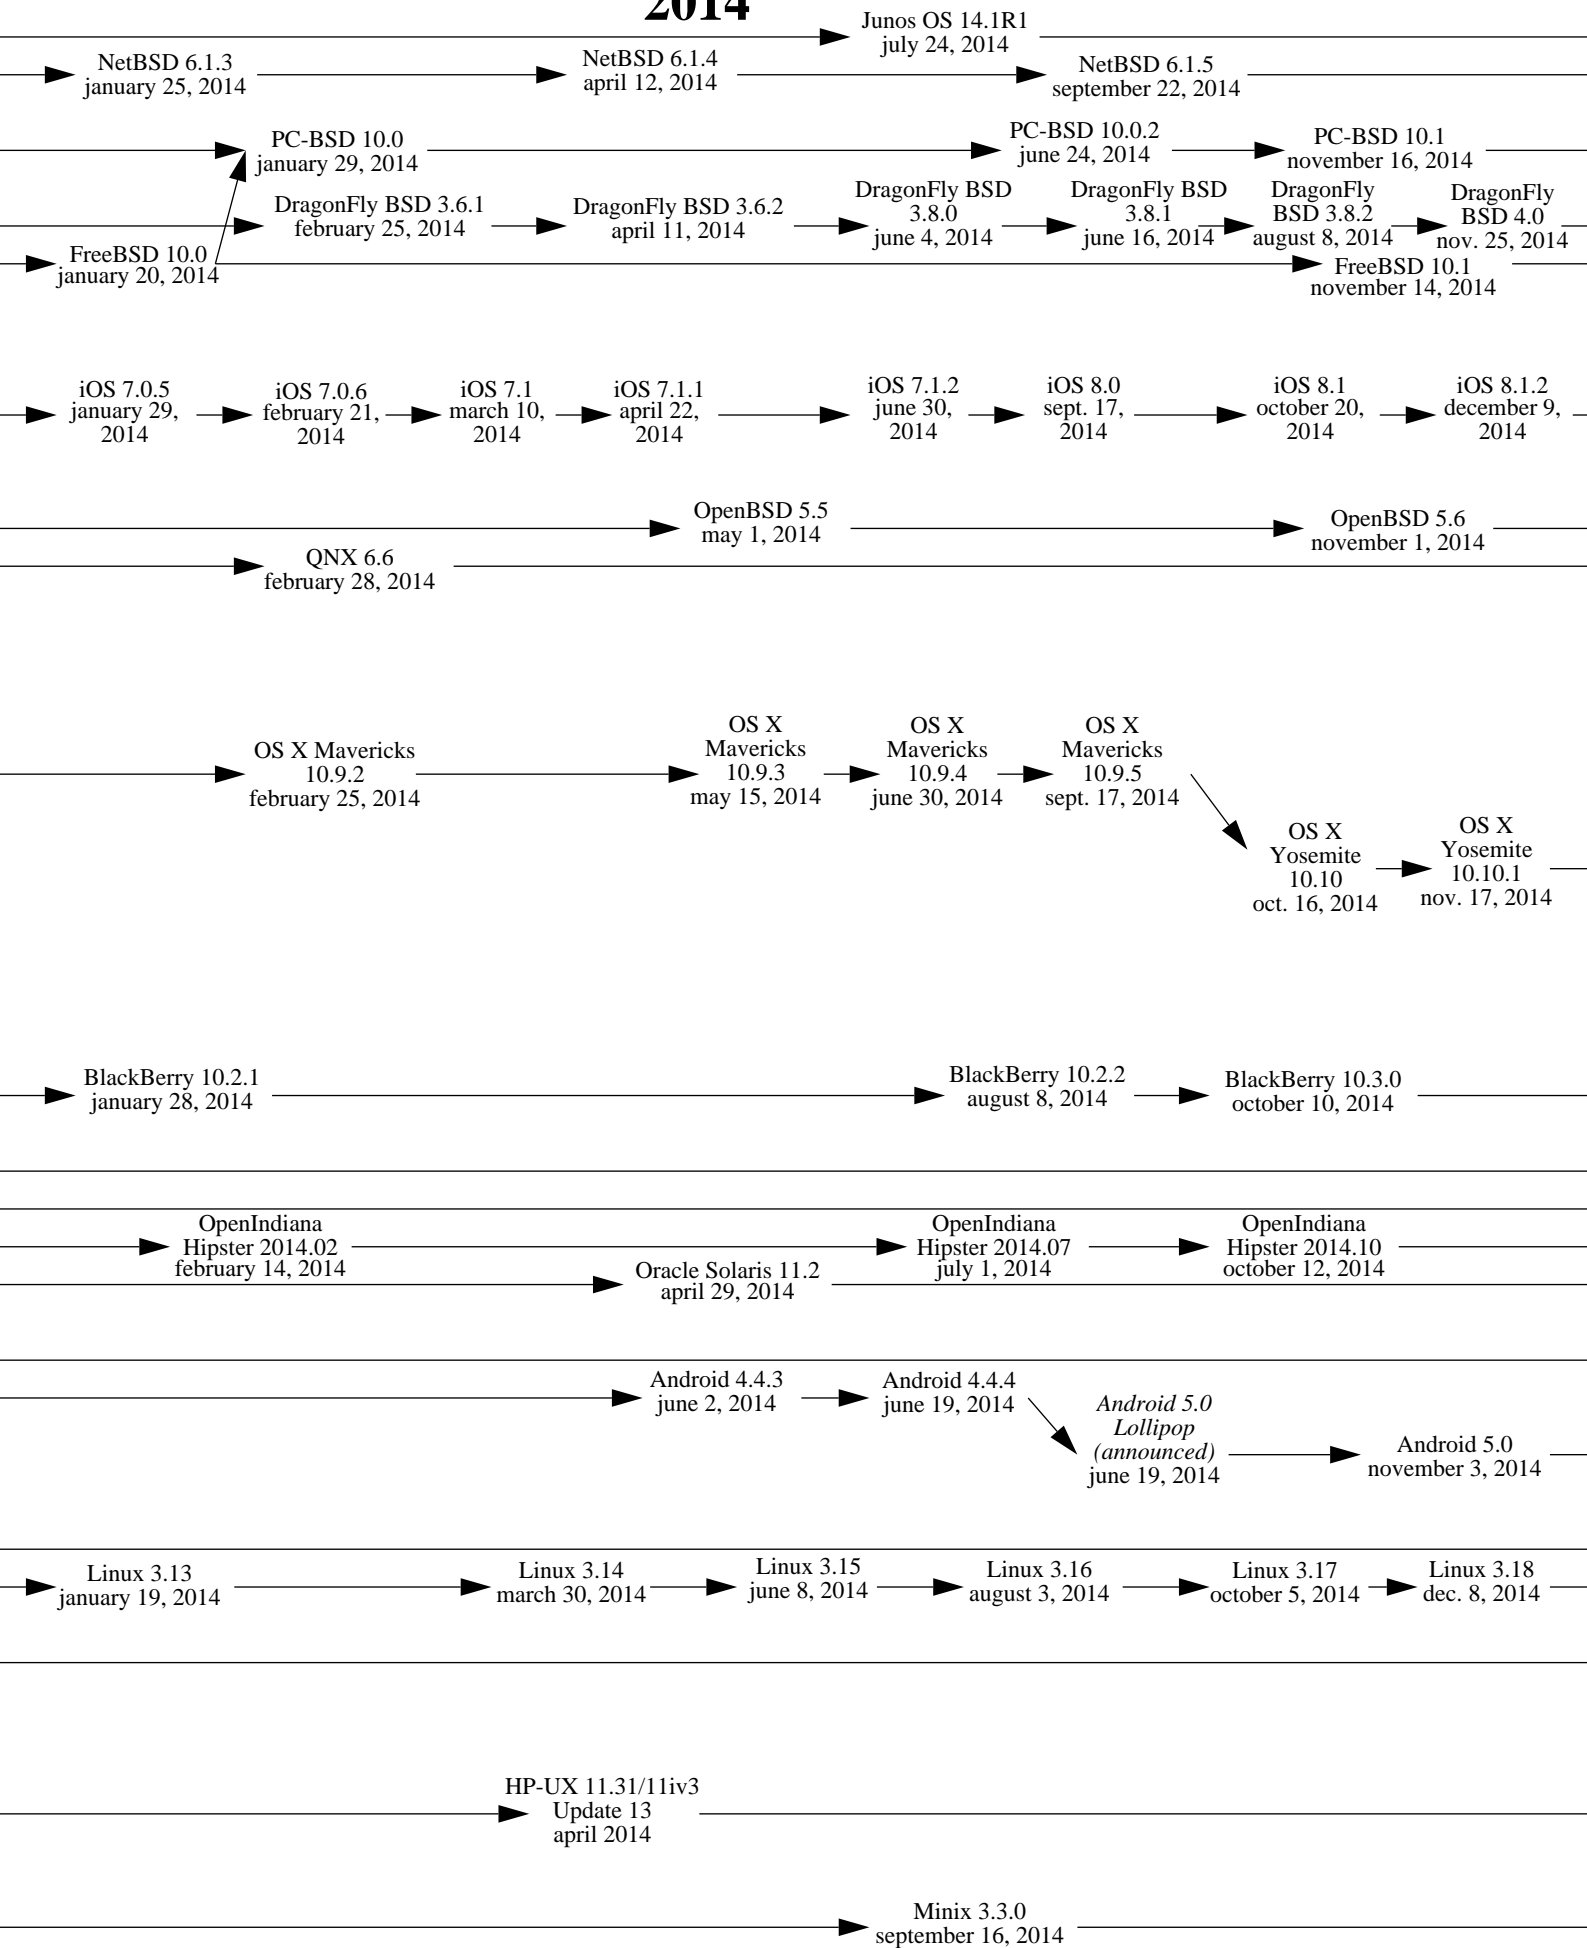 2014
Junos OS 14.1R1
july 24, 2014
NetBSD 6.1.3
january 25, 2014
NetBSD 6.1.4
april 12, 2014
NetBSD 6.1.5
september 22, 2014
PC-BSD 10.0
january 29, 2014
PC-BSD 10.0.2
june 24, 2014
PC-BSD 10.1
november 16, 2014
DragonFly BSD 3.6.1
february 25, 2014
DragonFly BSD 3.6.2
april 11, 2014
DragonFly BSD
3.8.0
june 4, 2014
DragonFly BSD
3.8.1
june 16, 2014
DragonFly
BSD 3.8.2
august 8, 2014
DragonFly
BSD 4.0
nov. 25, 2014
FreeBSD 10.0
january 20, 2014
FreeBSD 10.1
november 14, 2014
iOS 7.0.5
january 29,
2014
iOS 7.0.6
february 21,
2014
iOS 7.1
march 10,
2014
iOS 7.1.1
april 22,
2014
iOS 7.1.2
june 30,
2014
iOS 8.0
sept. 17,
2014
iOS 8.1
october 20,
2014
iOS 8.1.2
december 9,
2014
OpenBSD 5.5
may 1, 2014
OpenBSD 5.6
november 1, 2014
QNX 6.6
february 28, 2014
OS X Mavericks
10.9.2
february 25, 2014
OS X
Mavericks
10.9.3
may 15, 2014
OS X
Mavericks
10.9.4
june 30, 2014
OS X
Mavericks
10.9.5
sept. 17, 2014
OS X
Yosemite
10.10
oct. 16, 2014
OS X
Yosemite
10.10.1
nov. 17, 2014
BlackBerry 10.2.1
january 28, 2014
BlackBerry 10.2.2
august 8, 2014
BlackBerry 10.3.0
october 10, 2014
OpenIndiana
Hipster 2014.02
february 14, 2014
OpenIndiana
Hipster 2014.07
july 1, 2014
OpenIndiana
Hipster 2014.10
october 12, 2014
Oracle Solaris 11.2
april 29, 2014
Android 4.4.3
june 2, 2014
Android 4.4.4
june 19, 2014
Android 5.0
Lollipop
(announced)
june 19, 2014
Android 5.0
november 3, 2014
Linux 3.13
january 19, 2014
Linux 3.14
march 30, 2014
Linux 3.15
june 8, 2014
Linux 3.16
august 3, 2014
Linux 3.17
october 5, 2014
Linux 3.18
dec. 8, 2014
HP-UX 11.31/11iv3
Update 13
april 2014
Minix 3.3.0
september 16, 2014